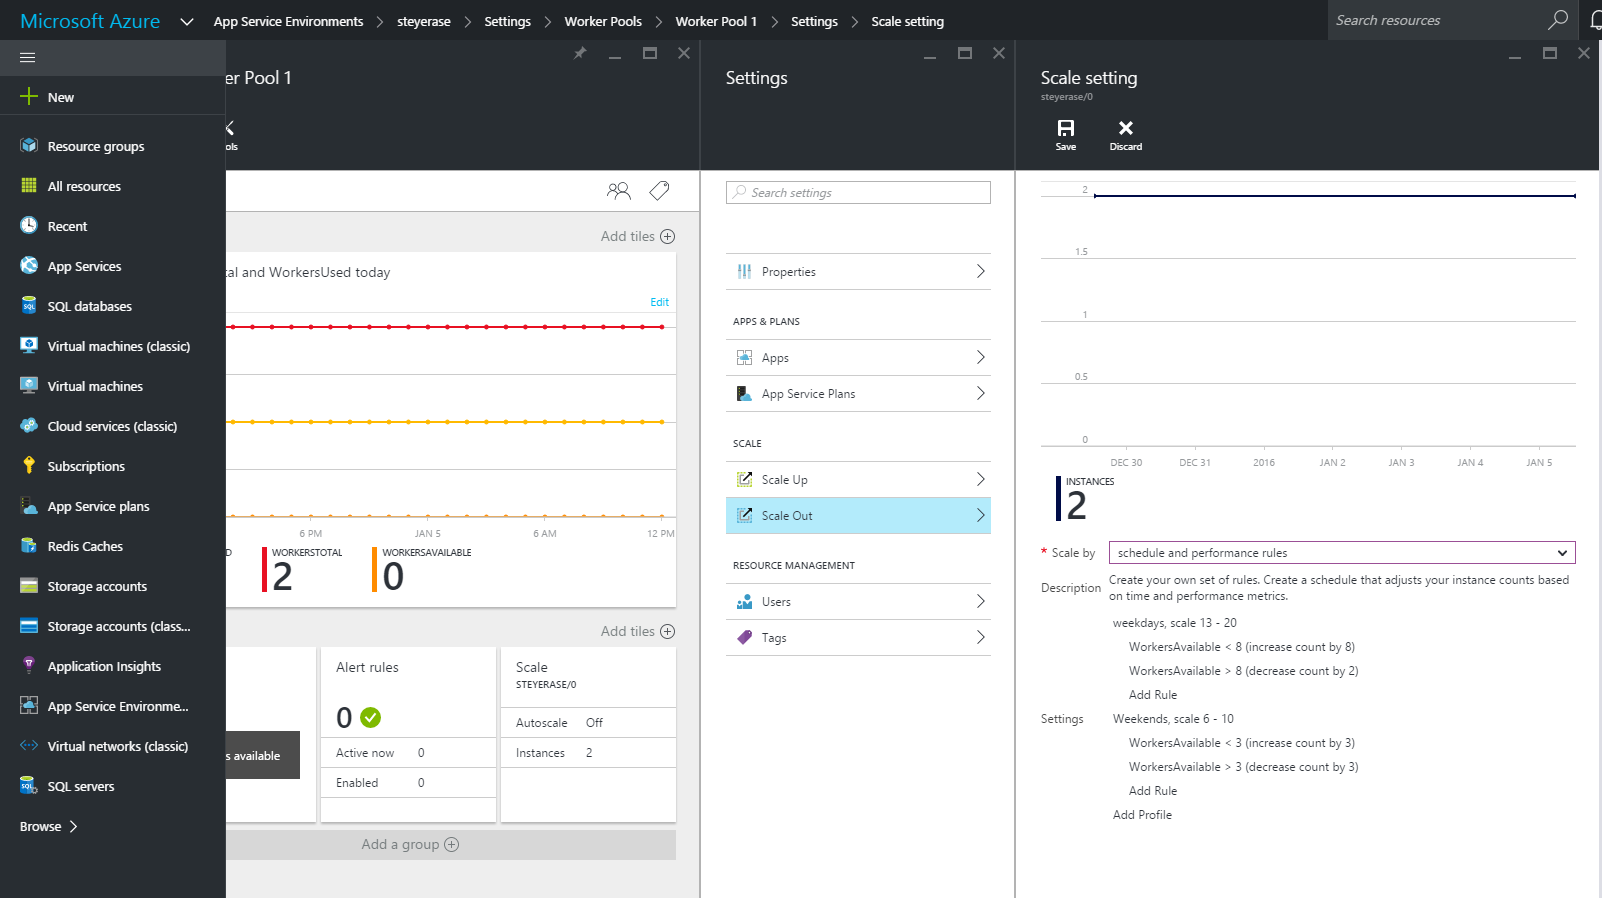 Microsoft Azure
App Service Environments > steyerase > Settings > Worker Pools > Worker Pool 1 > Settings > Scale setting
Search resources
New
Resource groups
All resources
Recent
App Services
SQL databases
Virtual machines (classic)
Virtual machines
Cloud services (classic)
Subscriptions
App Service plans
Redis Caches
Storage accounts
Storage accounts (class...
Application Insights
App Service Environme...
Virtual networks (classic)
SQL servers
Browse
er Pool 1
ols
Add tiles
tal and WorkersUsed today
Edit
6 PM JAN 5 6 AM 12 PM
D
WORKERSTOTAL
2
WORKERSAVAILABLE
0
Add tiles
s available
Alert rules
0
Active now 0
Enabled 0
Scale
STEYERASE/0
Autoscale Off
Instances 2
Add a group
Settings
Search settings
Properties
APPS & PLANS
Apps
App Service Plans
SCALE
Scale Up
Scale Out
RESOURCE MANAGEMENT
Users
Tags
Scale setting
steyerase/0
Save
Discard
2
1.5
1
0.5
0
DEC 30 DEC 31 2016 JAN 2 JAN 3 JAN 4 JAN 5
INSTANCES
2
* Scale by
schedule and performance rules
Description
Create your own set of rules. Create a schedule that adjusts your instance counts based
on time and performance metrics.
weekdays, scale 13 - 20
WorkersAvailable < 8 (increase count by 8)
WorkersAvailable > 8 (decrease count by 2)
Add Rule
Settings
Weekends, scale 6 - 10
WorkersAvailable < 3 (increase count by 3)
WorkersAvailable > 3 (decrease count by 3)
Add Rule
Add Profile